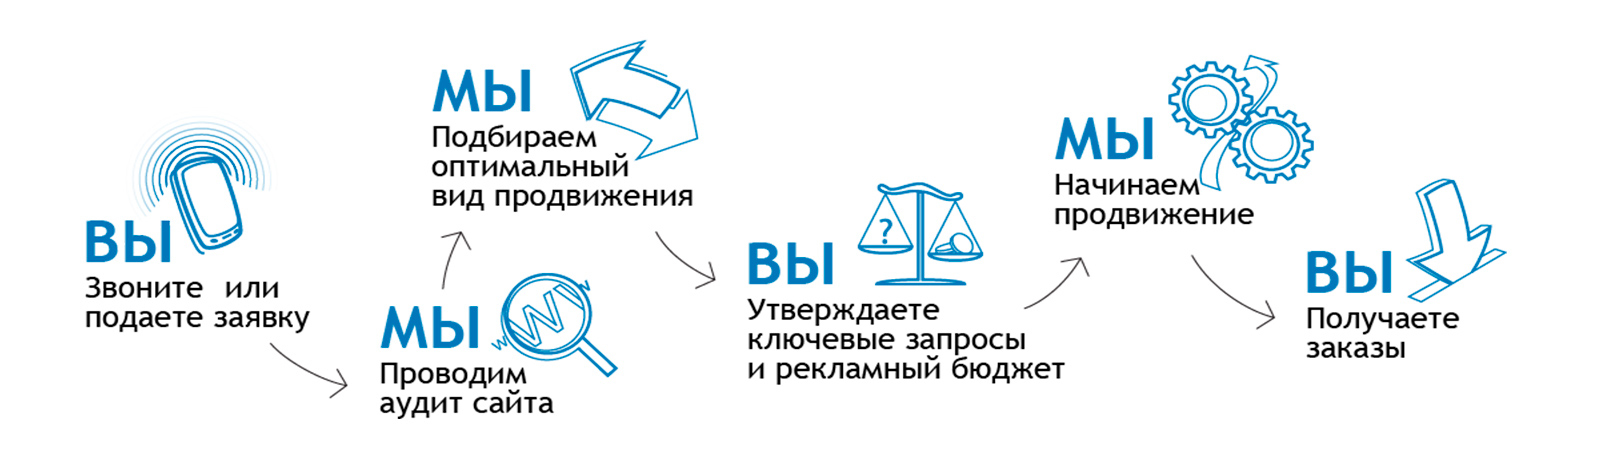 ВЫ
Звоните или
подаете заявку
МЫ
Проводим
аудит сайта
www
МЫ
Подбираем
оптимальный
вид продвижения
ВЫ
?
Утверждаете
ключевые запросы
и рекламный бюджет
МЫ
Начинаем
продвижение
ВЫ
Получаете
заказы